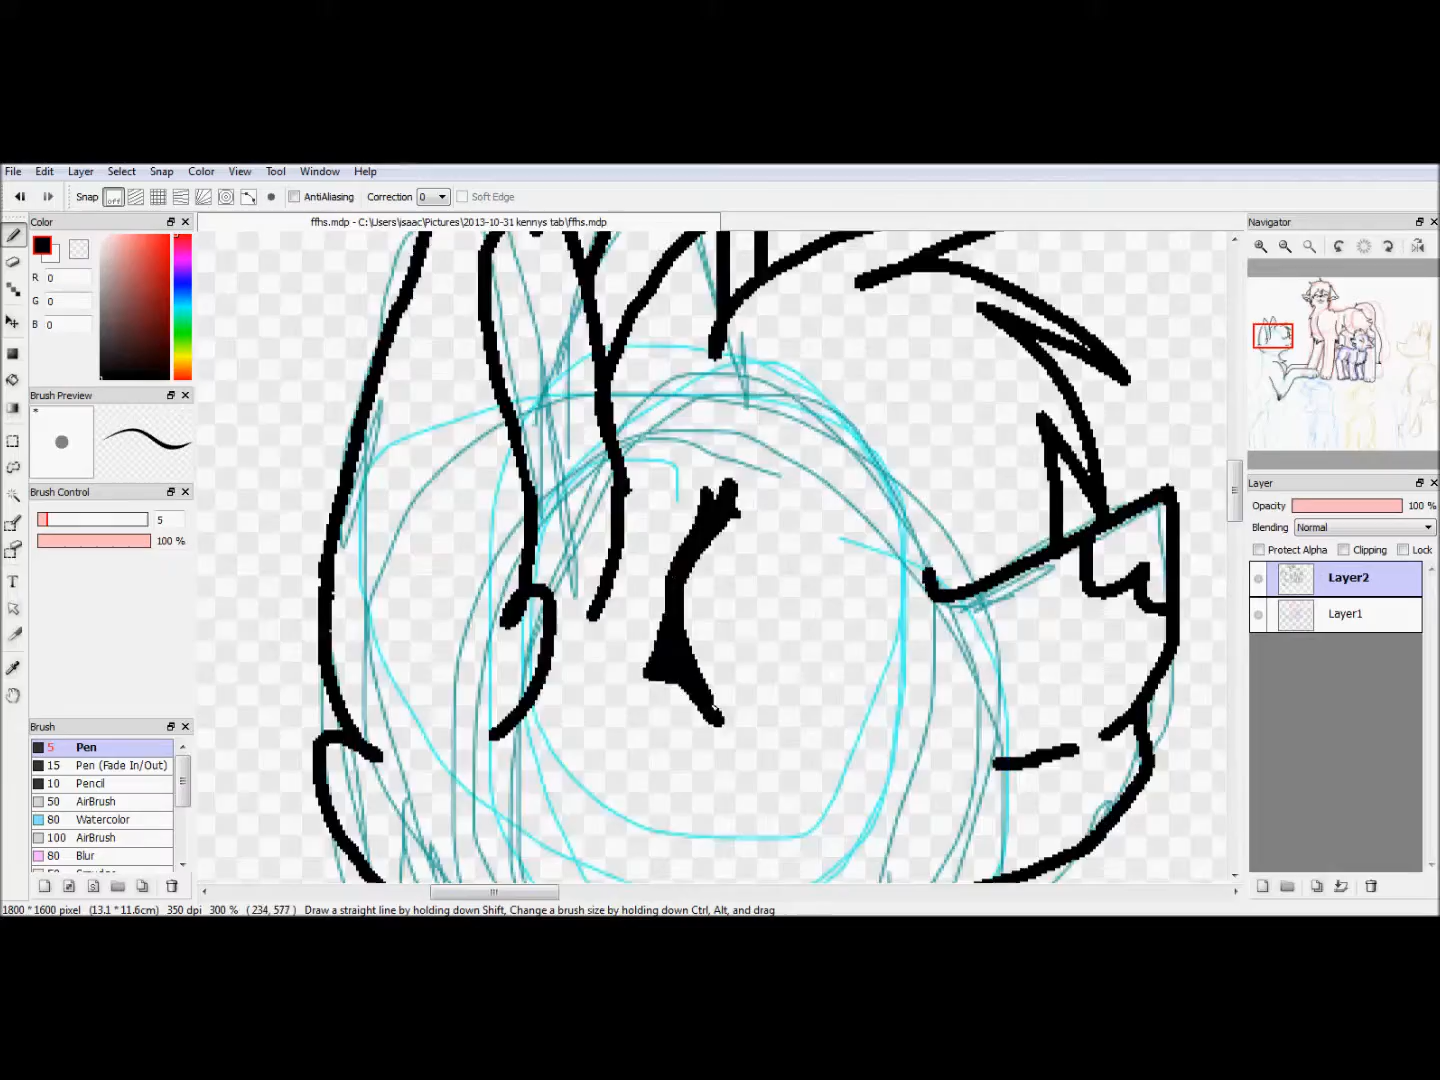 File Edit Layer Select Snap Color View Tool Window Help
Snap off AntiAliasing Correction 0 Soft Edge
Color
ffhs.mdp - C:\Users\isaac\Pictures\2013-10-31 kennys tab\ffhs.mdp
Navigator
R 0
G 0
B 0
Brush Preview
*
Brush Control
5
100 %
Layer
Opacity 100 %
Blending Normal
Protect Alpha Clipping Lock
Layer2
Layer1
T
Brush
5 Pen
15 Pen (Fade In/Out)
10 Pencil
50 AirBrush
80 Watercolor
100 AirBrush
80 Blur
1800 * 1600 pixel (13.1 * 11.6cm) 350 dpi 300 % ( 234, 577 ) Draw a straight line by holding down Shift, Change a brush size by holding down Ctrl, Alt, and drag